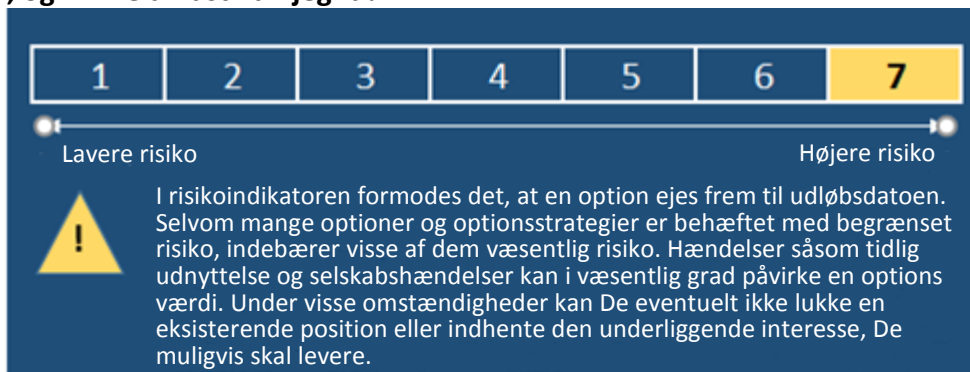 1 2 3 4 5 6 7
Lavere risiko Højere risiko
I risikoindikatoren formodes det, at en option ejes frem til udløbsdatoen.
Selvom mange optioner og optionsstrategier er behæftet med begrænset
risiko, indebærer visse af dem væsentlig risiko. Hændelser såsom tidlig
udnyttelse og selskabshændelser kan i væsentlig grad påvirke en options
værdi. Under visse omstændigheder kan De eventuelt ikke lukke en
eksisterende position eller indhente den underliggende interesse, De
muligvis skal levere.
!